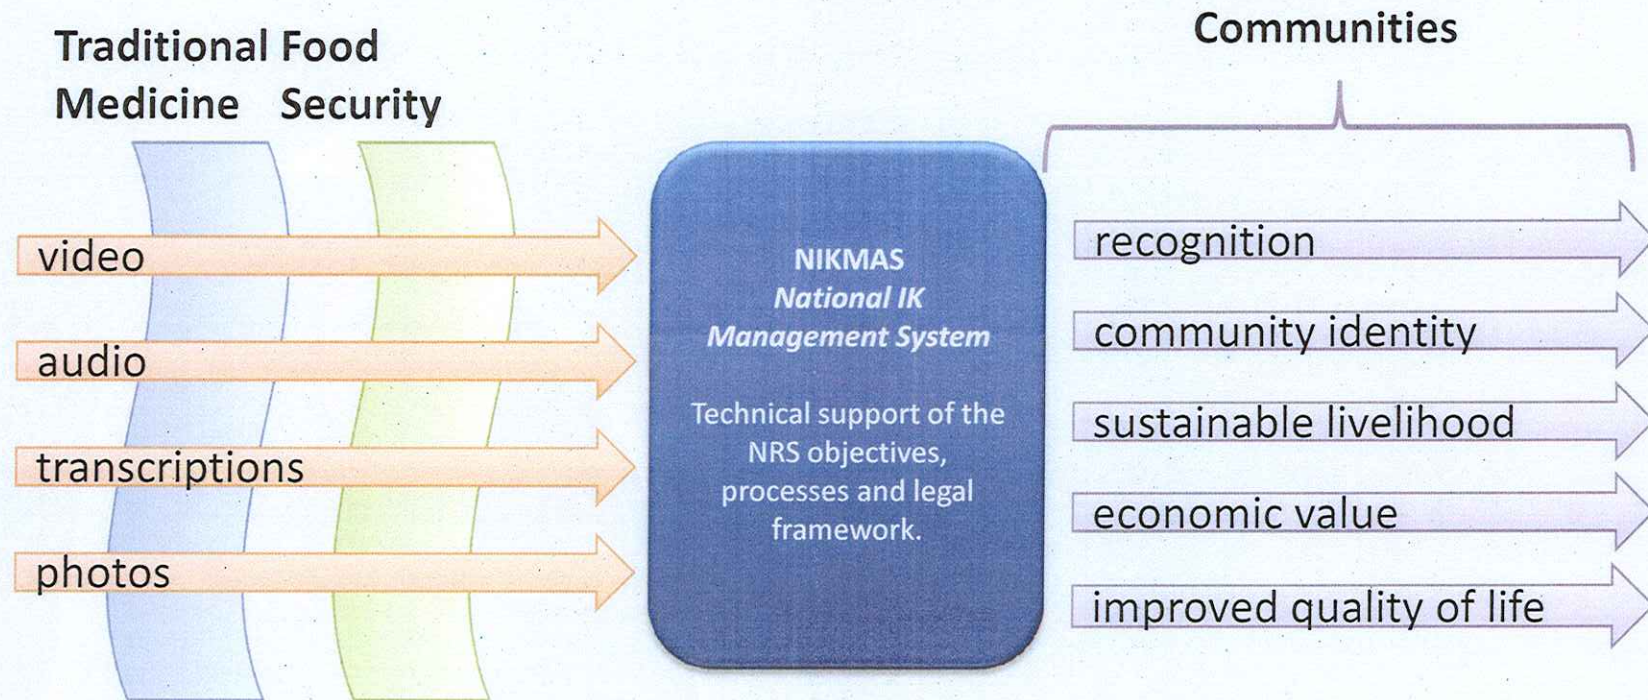 Traditional Food
Medicine Security
Communities
video
audio
transcriptions
photos
NIKMAS
National IK
Management System
Technical support of the
NRS objectives,
processes and legal
framework.
recognition
community identity
sustainable livelihood
economic value
improved quality of life